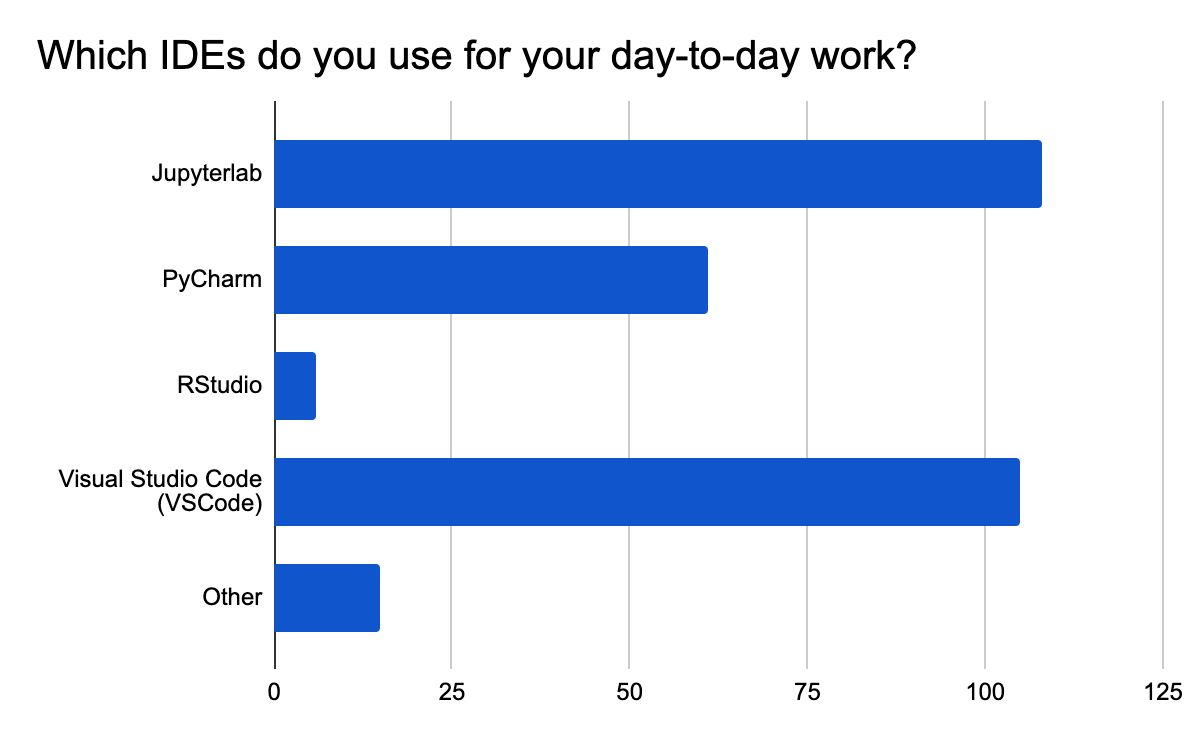 Which IDEs do you use for your day-to-day work?
Jupyterlab
PyCharm
RStudio
Visual Studio Code
(VSCode)
Other
0 25 50 75 100 125